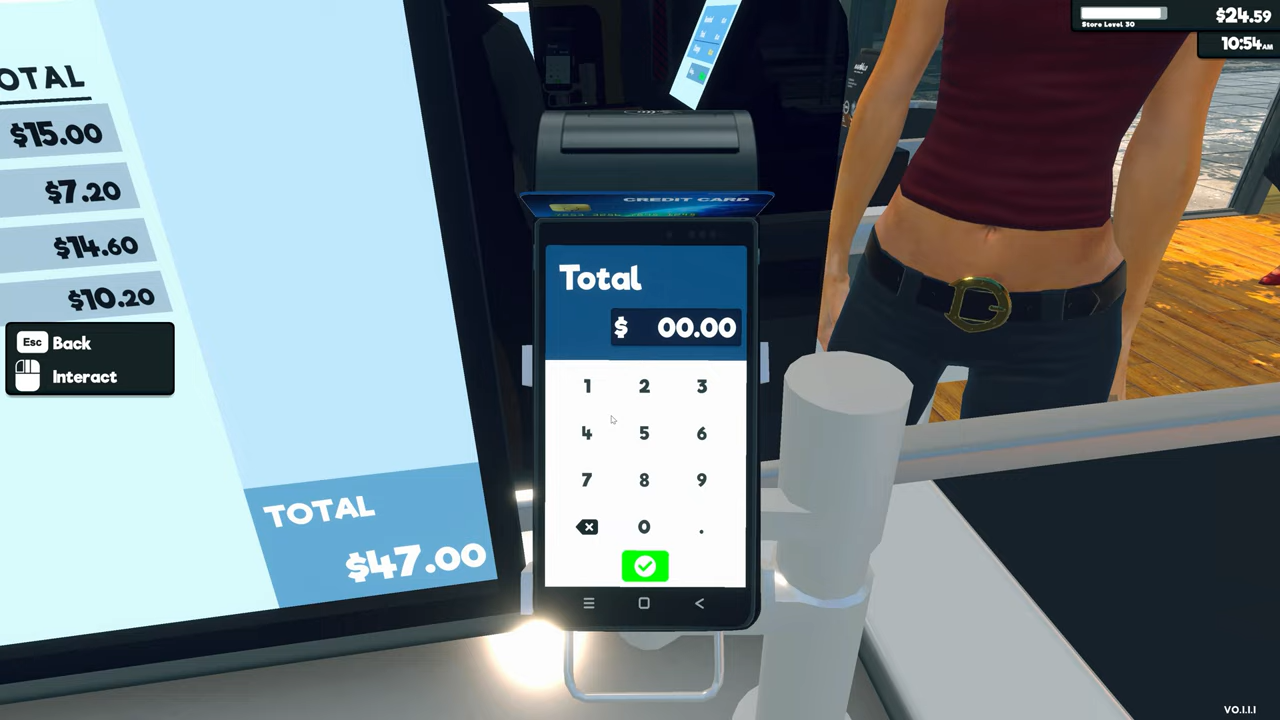 OTAL
$15.00
$7.20
$14.60
$10.20
Esc Back
Interact
TOTAL
$47.00
CREDIT CARD
Total
$ 00.00
1 2 3
4 5 6
7 8 9
0 .
$24.59
Store Level 30
10:54AM
V0.1.1.1